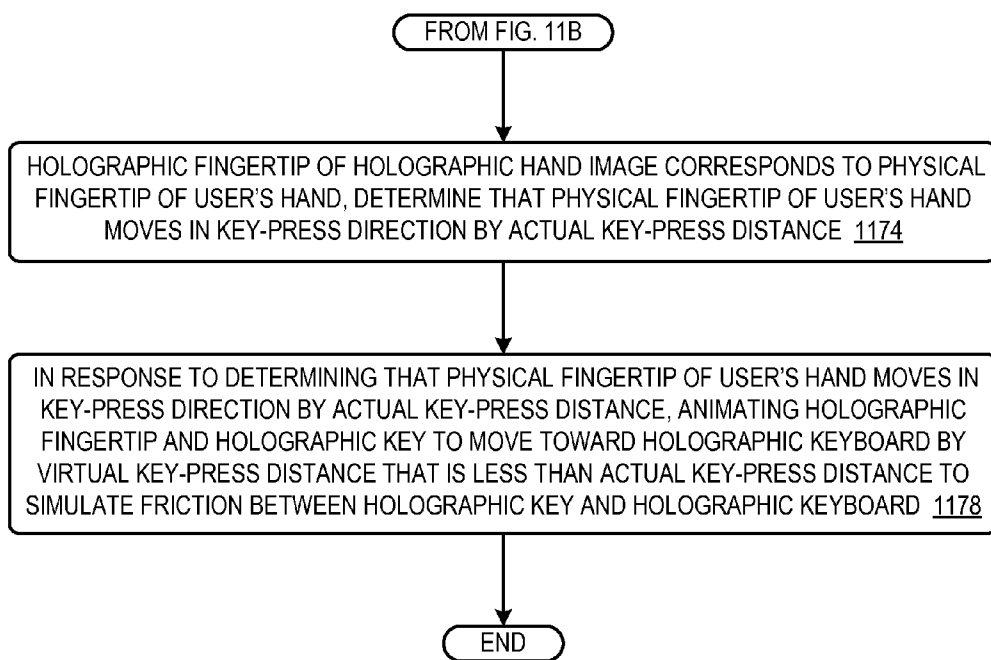 FROM FIG. 11B
HOLOGRAPHIC FINGERTIP OF HOLOGRAPHIC HAND IMAGE CORRESPONDS TO PHYSICAL
FINGERTIP OF USER'S HAND, DETERMINE THAT PHYSICAL FINGERTIP OF USER'S HAND
MOVES IN KEY-PRESS DIRECTION BY ACTUAL KEY-PRESS DISTANCE 1174
IN RESPONSE TO DETERMINING THAT PHYSICAL FINGERTIP OF USER'S HAND MOVES IN
KEY-PRESS DIRECTION BY ACTUAL KEY-PRESS DISTANCE, ANIMATING HOLOGRAPHIC
FINGERTIP AND HOLOGRAPHIC KEY TO MOVE TOWARD HOLOGRAPHIC KEYBOARD BY
VIRTUAL KEY-PRESS DISTANCE THAT IS LESS THAN ACTUAL KEY-PRESS DISTANCE TO
SIMULATE FRICTION BETWEEN HOLOGRAPHIC KEY AND HOLOGRAPHIC KEYBOARD 1178
END